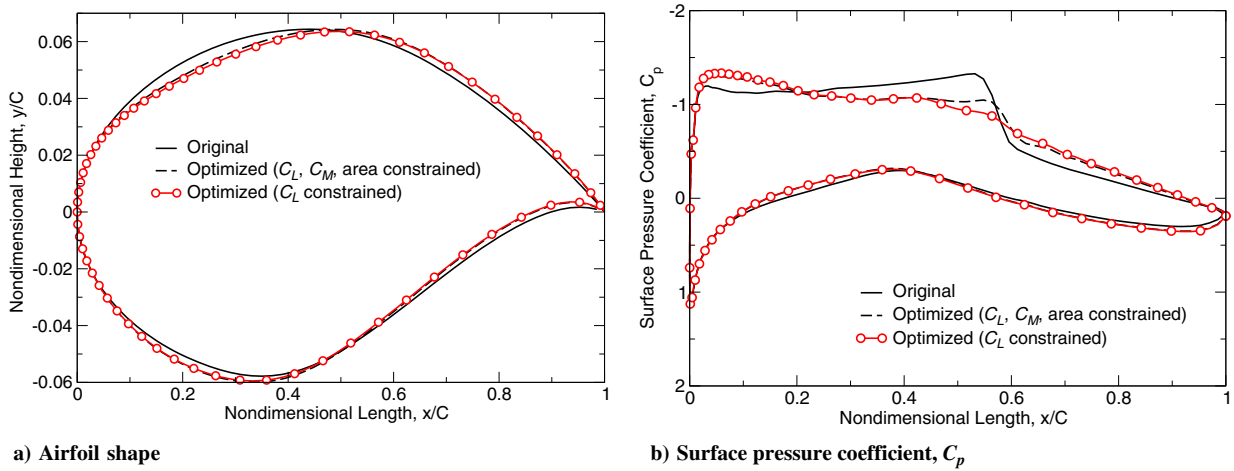 0.06
0.04
0.02
0
-0.02
-0.04
-0.06
Nondimensional Height, y/C
Original
Optimized (C_L, C_M, area constrained)
Optimized (C_L constrained)
0 0.2 0.4 0.6 0.8 1
Nondimensional Length, x/C
a) Airfoil shape
-2
-1
0
1
2
Surface Pressure Coefficient, C_p
Original
Optimized (C_L, C_M, area constrained)
Optimized (C_L constrained)
0 0.2 0.4 0.6 0.8 1
Nondimensional Length, x/C
b) Surface pressure coefficient, C_p